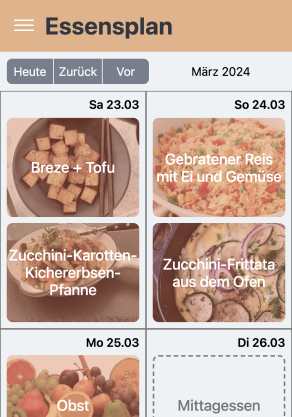 Essensplan
Heute Zurück Vor
März 2024
Sa 23.03
Breze + Tofu
Zucchini-Karotten-
Kichererbsen-
Pfanne
So 24.03
Gebratener Reis
mit Ei und Gemüse
Zucchini-Frittata
aus dem Ofen
Mo 25.03
Obst
Di 26.03
Mittagessen